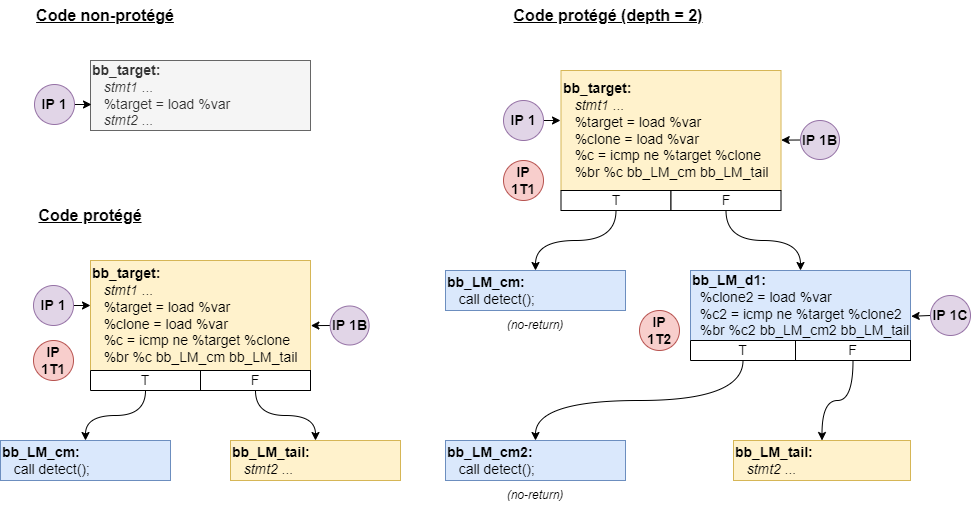 Code non-protégé
bb_target:
stmt1 ...
%target = load %var
stmt2 ...
IP 1
Code protégé
bb_target:
stmt1 ...
%target = load %var
%clone = load %var
%c = icmp ne %target %clone
%br %c bb_LM_cm bb_LM_tail
IP 1
IP 1B
IP
1T1
T
F
bb_LM_cm:
call detect();
bb_LM_tail:
stmt2 ...
Code protégé (depth = 2)
bb_target:
stmt1 ...
%target = load %var
%clone = load %var
%c = icmp ne %target %clone
%br %c bb_LM_cm bb_LM_tail
IP 1
IP 1B
IP
1T1
T
F
bb_LM_cm:
call detect();
(no-return)
bb_LM_d1:
%clone2 = load %var
%c2 = icmp ne %target %clone2
%br %c2 bb_LM_cm2 bb_LM_tail
IP
1T2
IP 1C
T
F
bb_LM_cm2:
call detect();
(no-return)
bb_LM_tail:
stmt2 ...